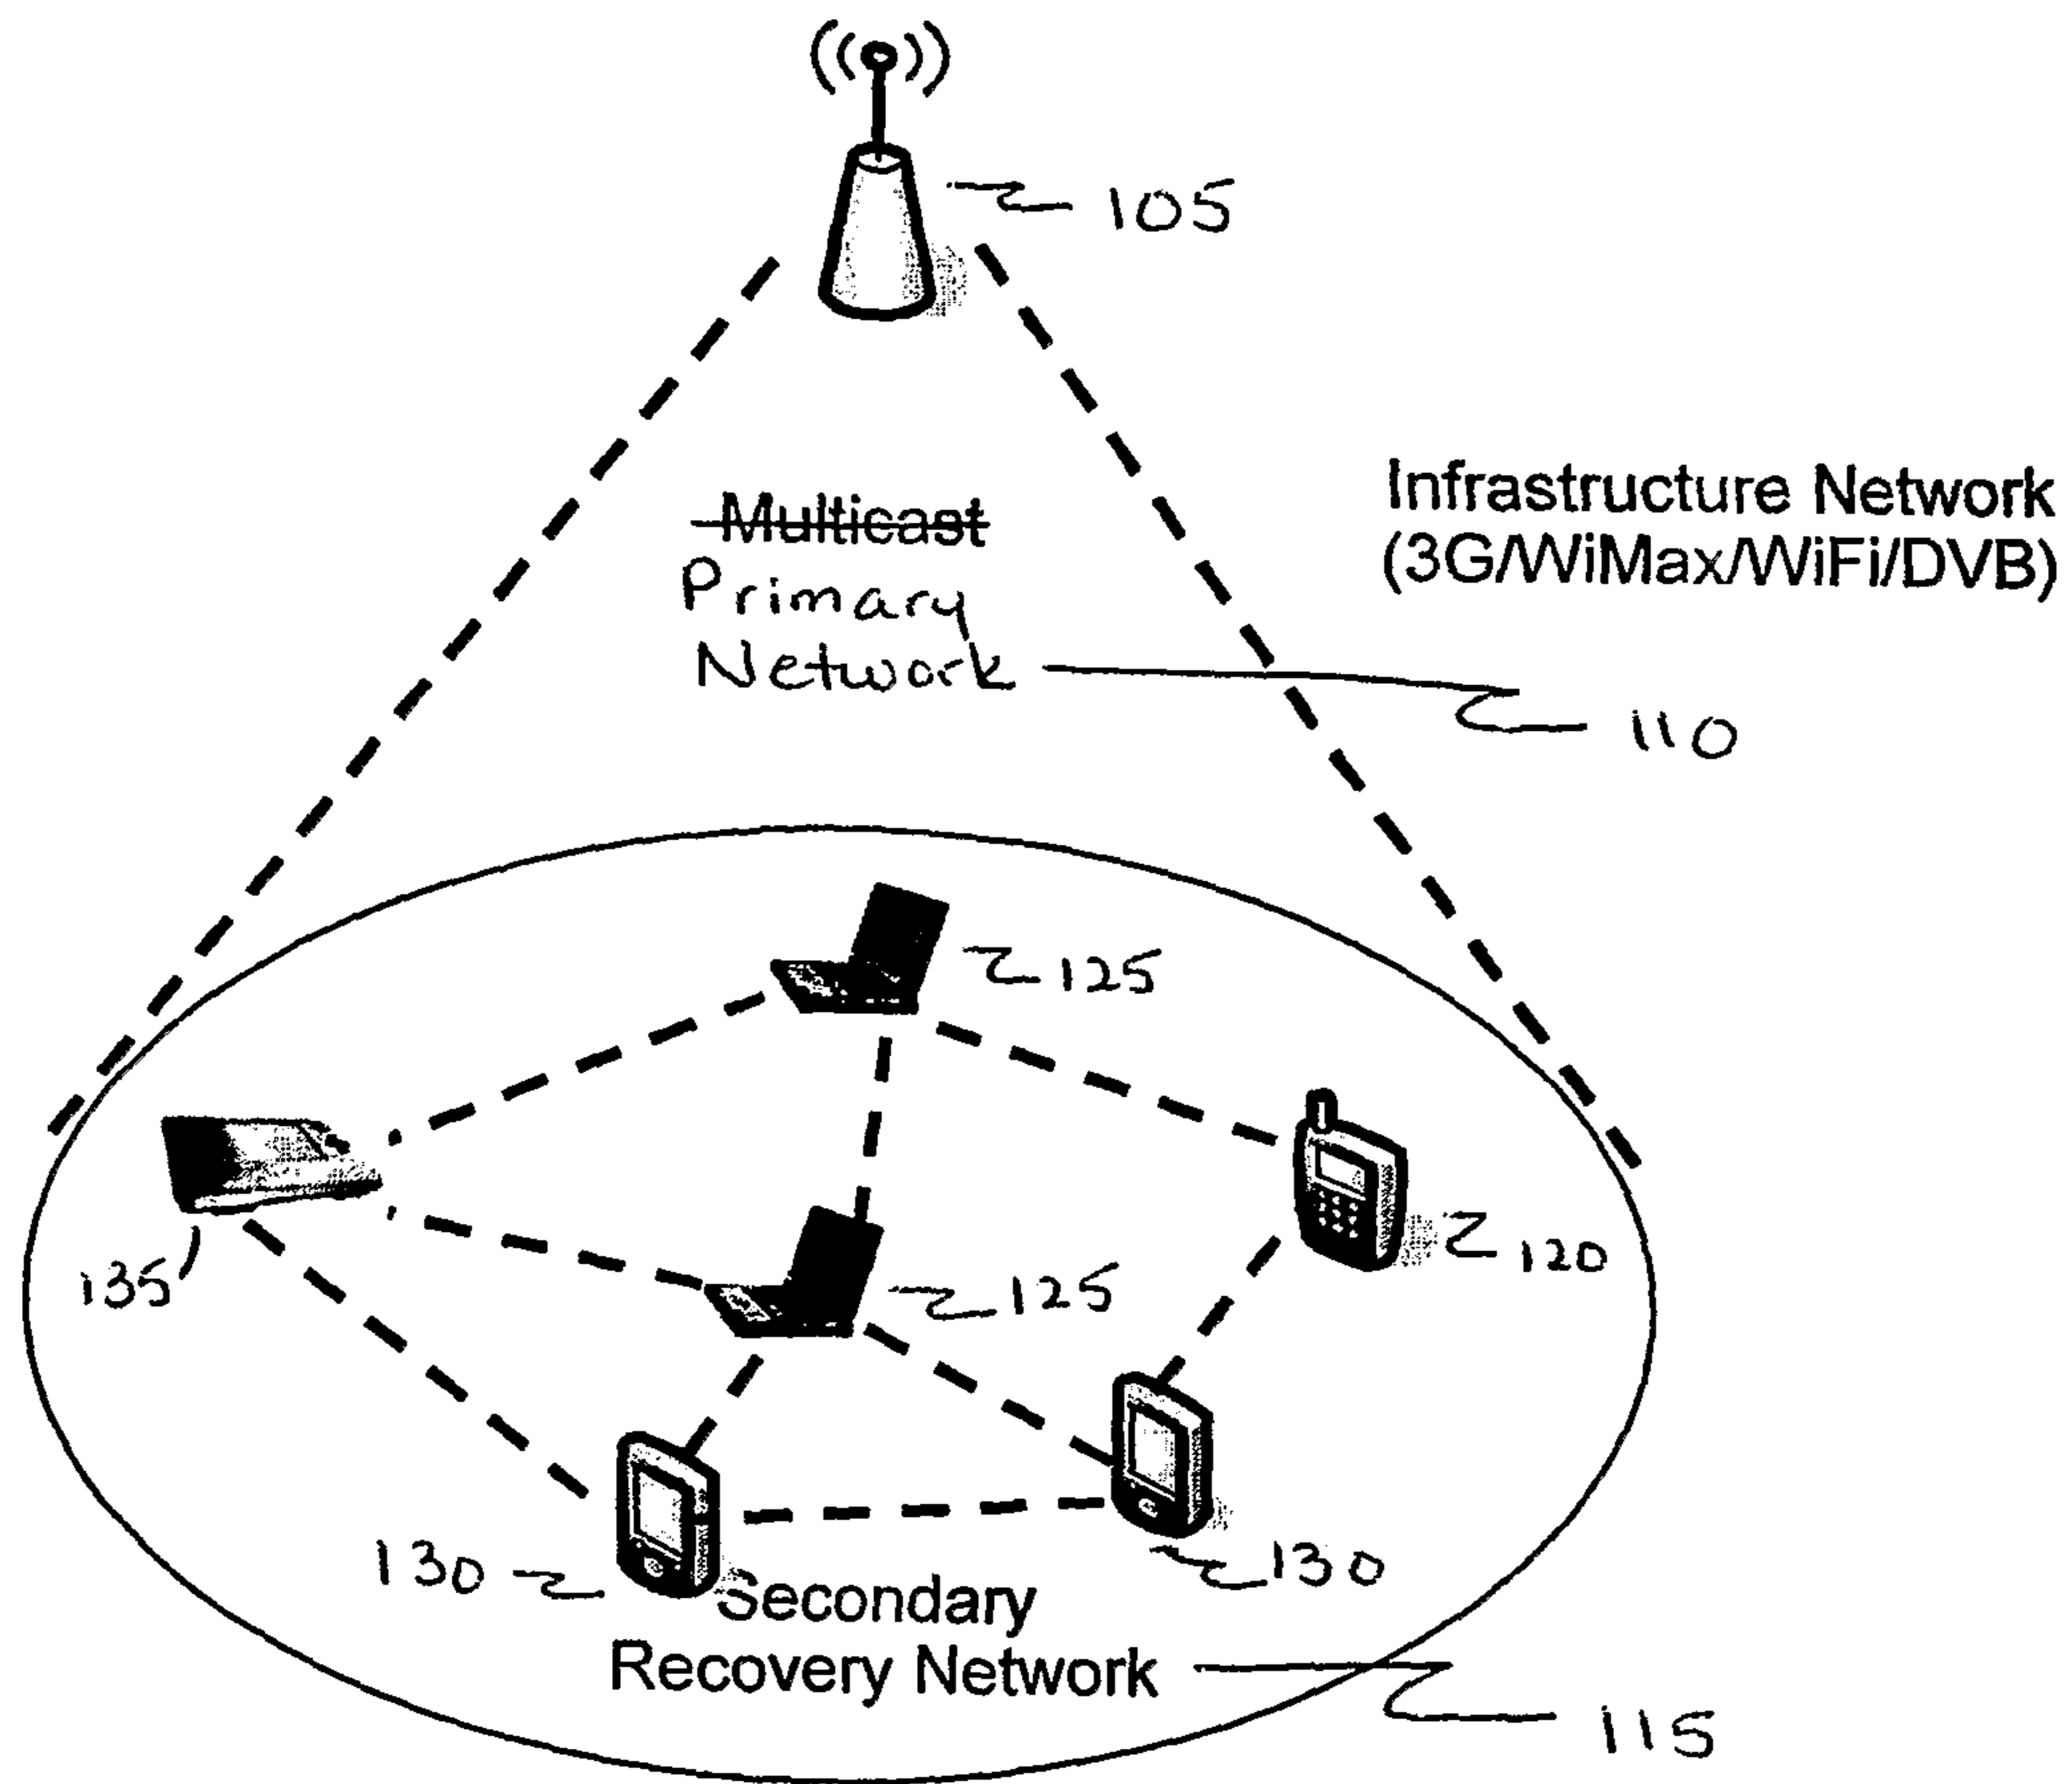 105
Multicast
Primary
Network
Infrastructure Network
(3G/WiMax/WiFi/DVB)
110
125
135
125
120
130
130
Secondary
Recovery Network
115